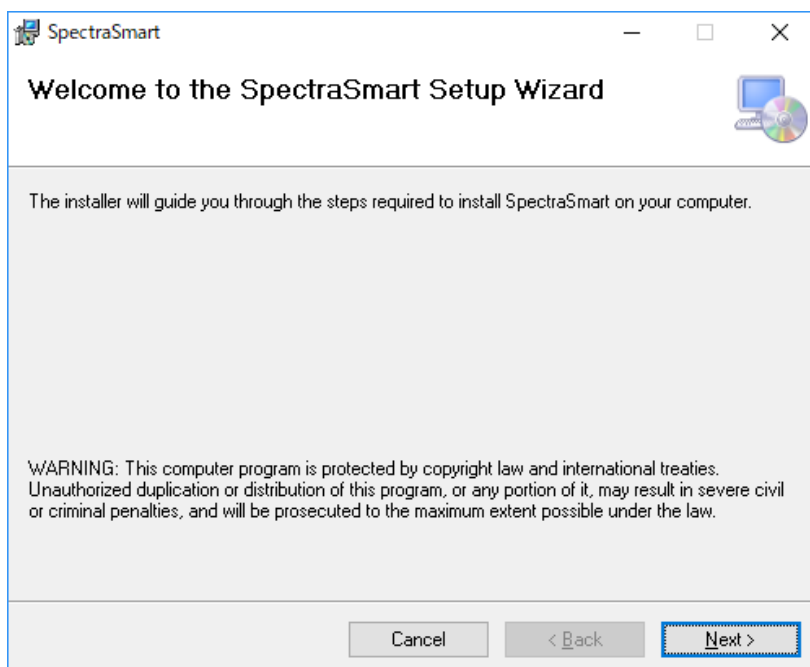 SpectraSmart
Welcome to the SpectraSmart Setup Wizard
The installer will guide you through the steps required to install SpectraSmart on your computer.
WARNING: This computer program is protected by copyright law and international treaties.
Unauthorized duplication or distribution of this program, or any portion of it, may result in severe civil
or criminal penalties, and will be prosecuted to the maximum extent possible under the law.
Cancel
< Back
Next >